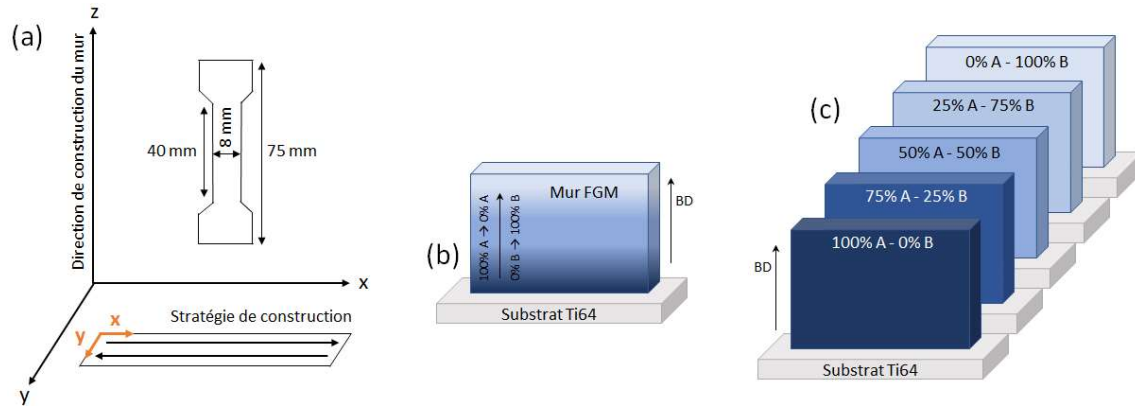 (a)
z
Direction de construction du mur
40 mm
8 mm
75 mm
x
Stratégie de construction
x
y
y
(b)
Mur FGM
100% A → 0% A
0% B → 100% B
BD
Substrat Ti64
(c)
0% A - 100% B
25% A - 75% B
50% A - 50% B
75% A - 25% B
100% A - 0% B
BD
Substrat Ti64